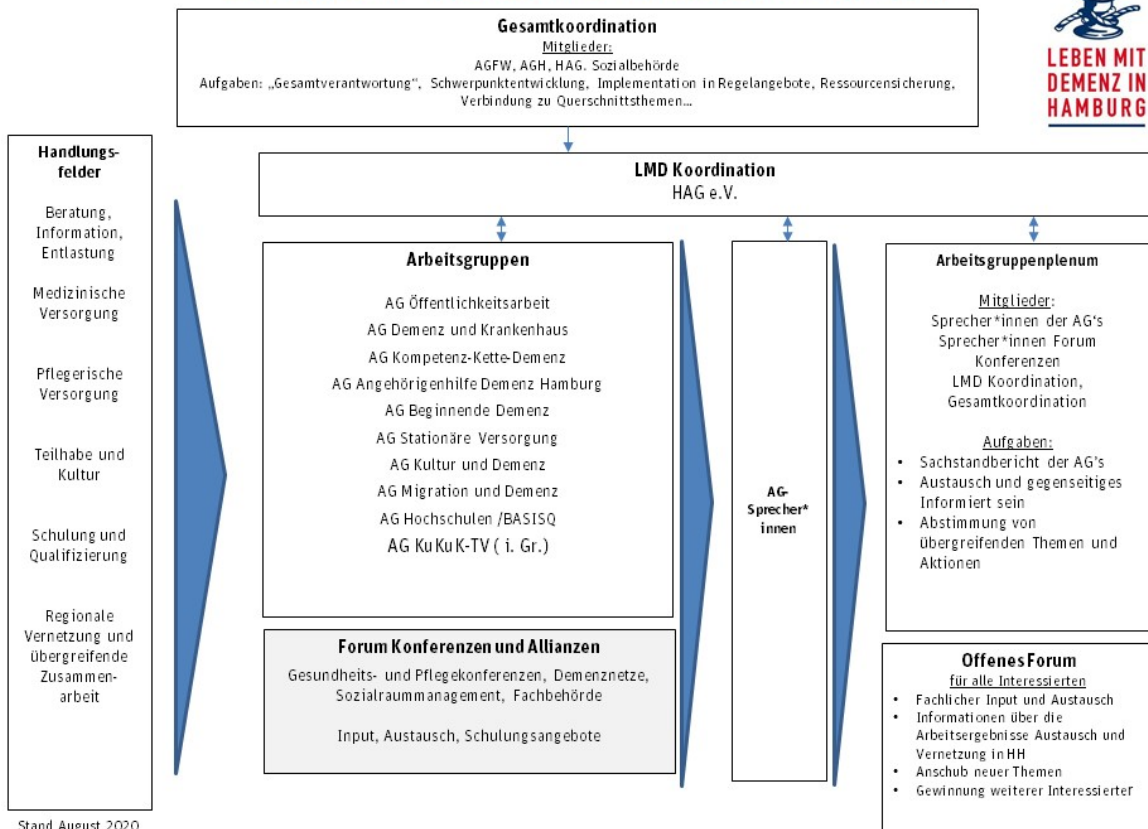 Gesamtkoordination
Mitglieder:
AGFW, AGH, HAG. Sozialbehörde
Aufgaben: „Gesamtverantwortung“, Schwerpunktentwicklung, Implementation in Regelangebote, Ressourcensicherung,
Verbindung zu Querschnittsthemen...
LEBEN MIT
DEMENZ IN
HAMBURG
Handlungs-
felder
Beratung,
Information,
Entlastung
Medizinische
Versorgung
Pflegerische
Versorgung
Teilhabe und
Kultur
Schulung und
Qualifizierung
Regionale
Vernetzung und
übergreifende
Zusammen-
arbeit
Stand August 2020
LMD Koordination
HAG e.V.
Arbeitsgruppen
AG Öffentlichkeitsarbeit
AG Demenz und Krankenhaus
AG Kompetenz-Kette-Demenz
AG Angehörigenhilfe Demenz Hamburg
AG Beginnende Demenz
AG Stationäre Versorgung
AG Kultur und Demenz
AG Migration und Demenz
AG Hochschulen /BASISQ
AG KuKuK-TV ( i. Gr.)
Forum Konferenzen und Allianzen
Gesundheits- und Pflegekonferenzen, Demenznetze,
Sozialraummanagement, Fachbehörde
Input, Austausch, Schulungsangebote
AG-
Sprecher*
innen
Arbeitsgruppenplenum
Mitglieder:
Sprecher*innen der AG‘s
Sprecher*innen Forum
Konferenzen
LMD Koordination,
Gesamtkoordination
Aufgaben:
• Sachstandbericht der AG’s
• Austausch und gegenseitiges
Informiert sein
• Abstimmung von
übergreifenden Themen und
Aktionen
Offenes Forum
für alle Interessierten
• Fachlicher Input und Austausch
• Informationen über die
Arbeitsergebnisse Austausch und
Vernetzung in HH
• Anschub neuer Themen
• Gewinnung weiterer Interessierter